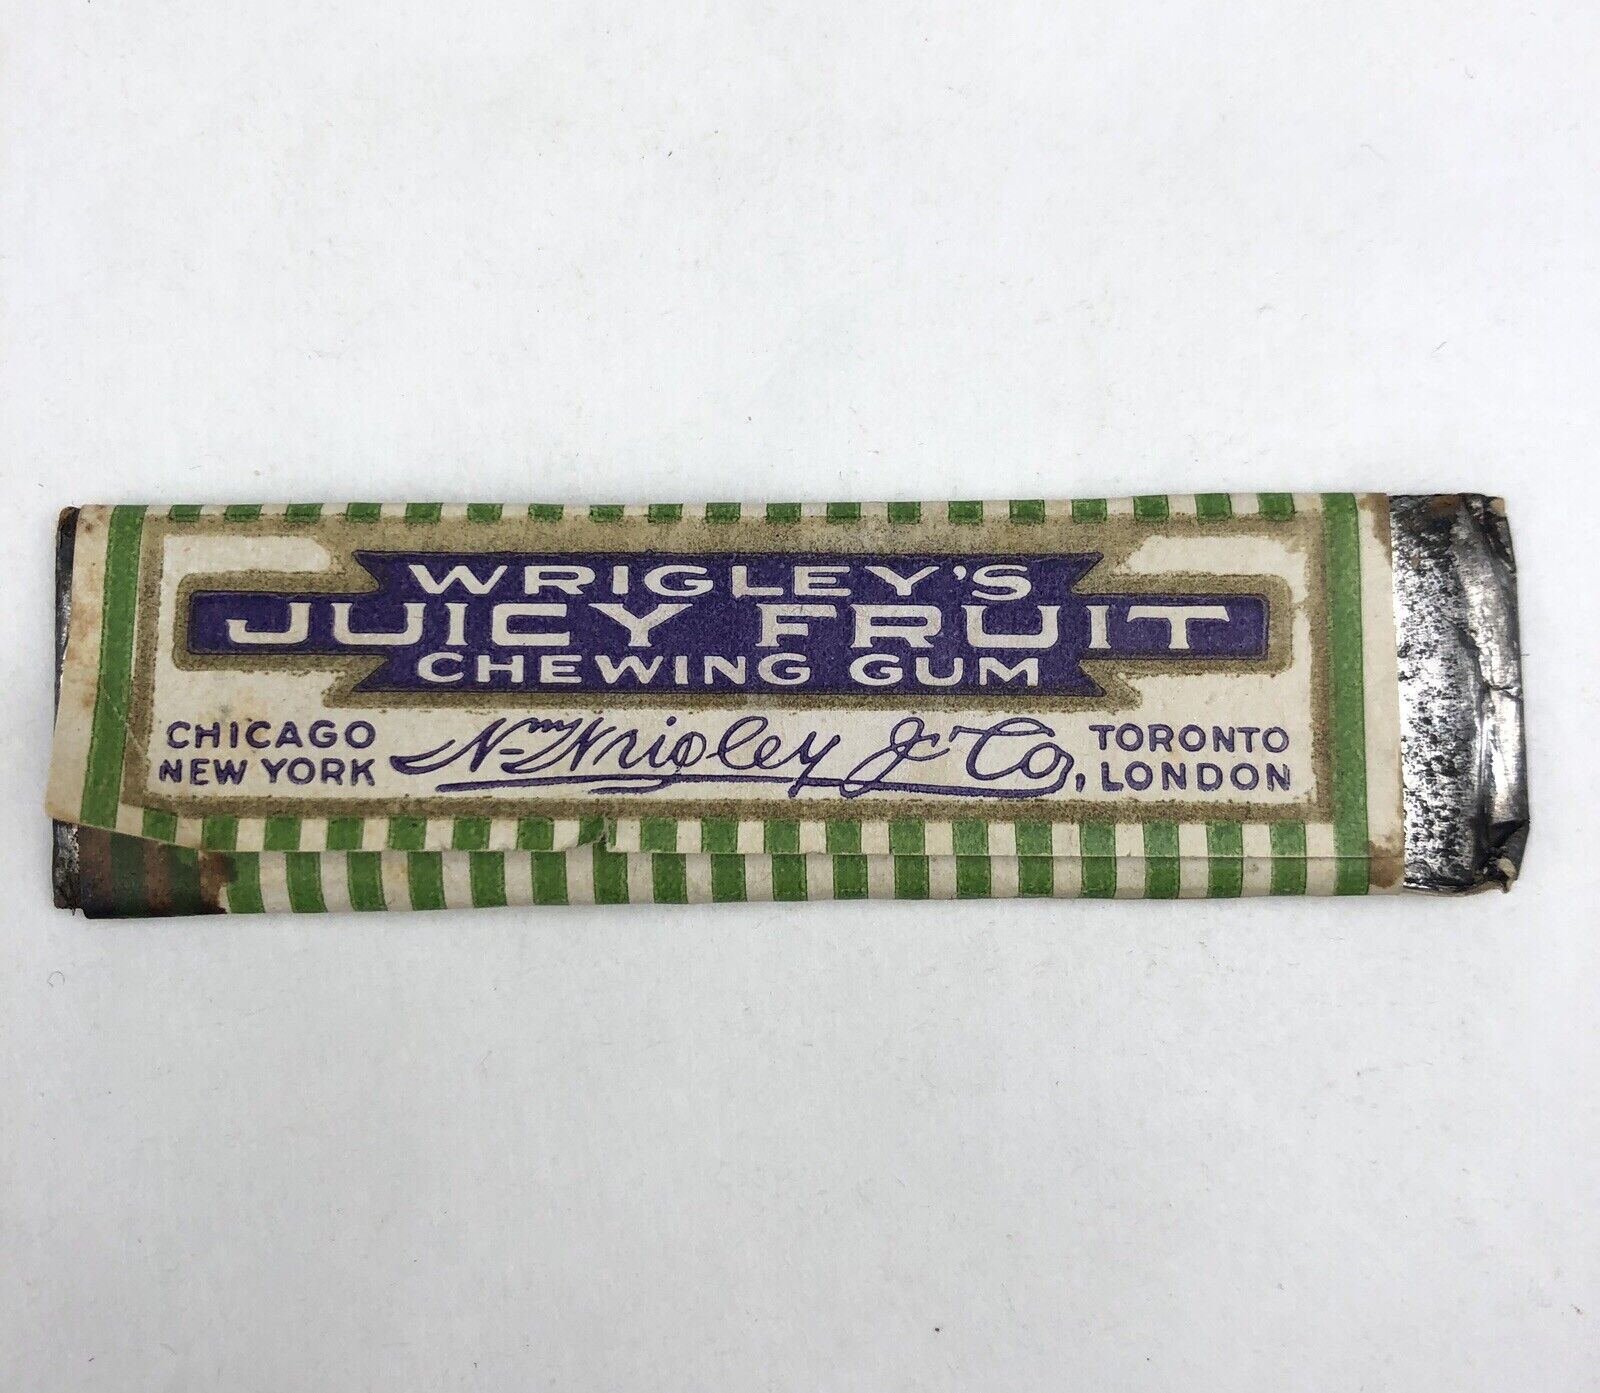 WRIGLEY'S
JUICY FRUIT
CHEWING GUM
CHICAGO
NEW YORK
Wm Wrigley Jr Co,
TORONTO
LONDON